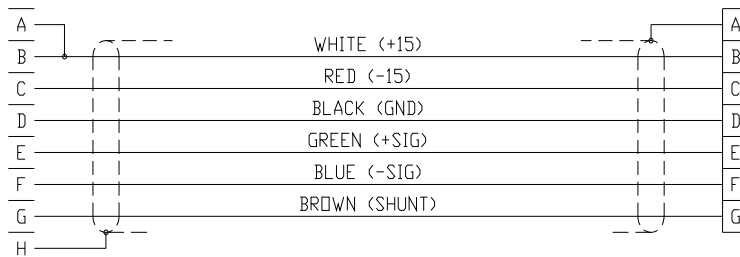 A A
WHITE (+15)
B B
RED (-15)
C C
BLACK (GND)
D D
GREEN (+SIG)
E E
BLUE (-SIG)
F F
BROWN (SHUNT)
G G
H